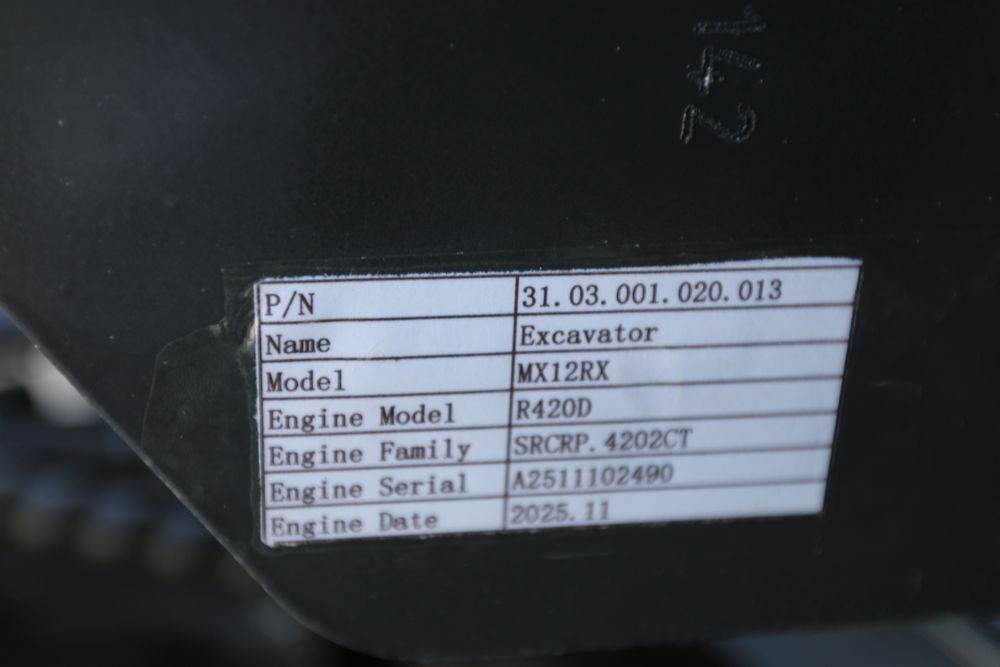 142
P/N 31.03.001.020.013
Name Excavator
Model MX12RX
Engine Model R420D
Engine Family SRCRP.4202CT
Engine Serial A2511102490
Engine Date 2025.11